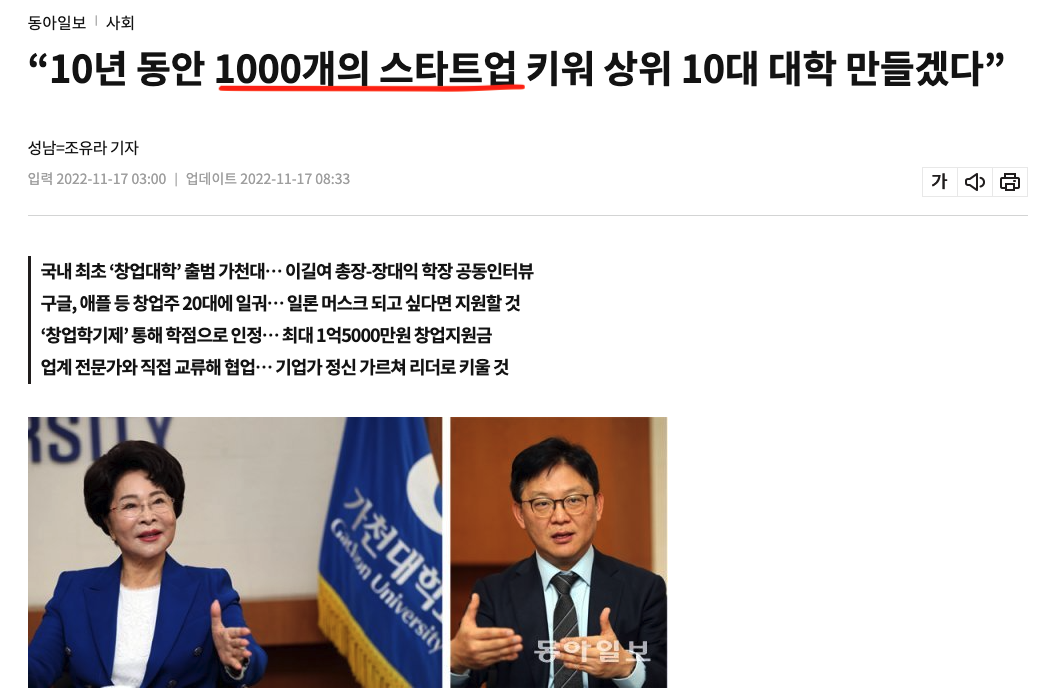 동아일보 | 사회
“10년 동안 1000개의 스타트업 키워 상위 10대 대학 만들겠다”
성남=조유라 기자
입력 2022-11-17 03:00 | 업데이트 2022-11-17 08:33
가
국내 최초 ‘창업대학’ 출범 가천대… 이길여 총장-장대익 학장 공동인터뷰
구글, 애플 등 창업주 20대에 일궈… 일론 머스크 되고 싶다면 지원할 것
‘창업학기제’ 통해 학점으로 인정… 최대 1억5000만원 창업지원금
업계 전문가와 직접 교류해 협업… 기업가 정신 가르쳐 리더로 키울 것
RSITY
가천대학
Gachon University
동아일보